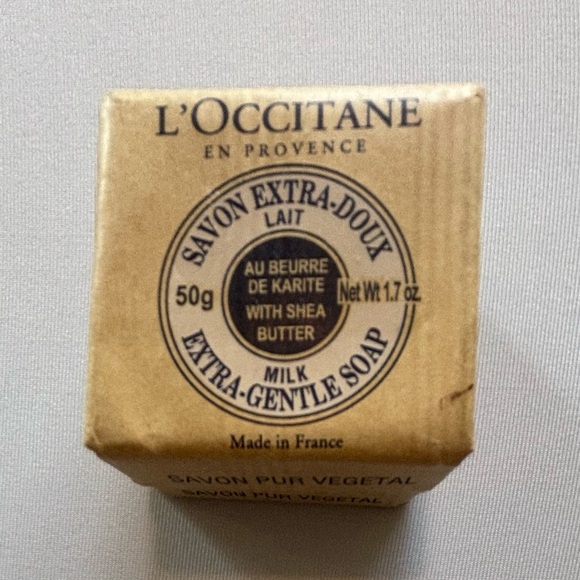 L'OCCITANE
EN PROVENCE
SAVON EXTRA-DOUX
LAIT
50g
AU BEURRE
DE KARITE
WITH SHEA
BUTTER
Net Wt 1.7 oz.
MILK
EXTRA-GENTLE SOAP
Made in France
SAVON PUR VEGETAL
SAVON PUR VEGETAL